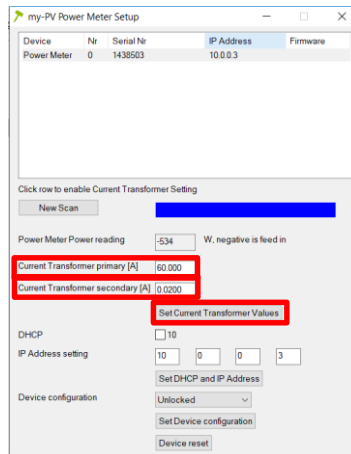 my-PV Power Meter Setup
Device Nr Serial Nr IP Address Firmware
Power Meter 0 1438503 10.0.0.3
Click row to enable Current Transformer Setting
New Scan
Power Meter Power reading -534 W, negative is feed in
Current Transformer primary [A] 60.000
Current Transformer secondary [A] 0.0200
Set Current Transformer Values
DHCP 10
IP Address setting 10 0 0 3
Set DHCP and IP Address
Device configuration Unlocked
Set Device configuration
Device reset